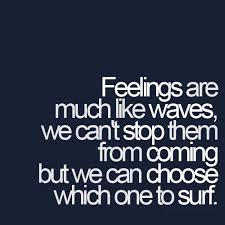 Feelings are
much like waves,
we can't stop them
from coming
but we can choose
which one to surf.